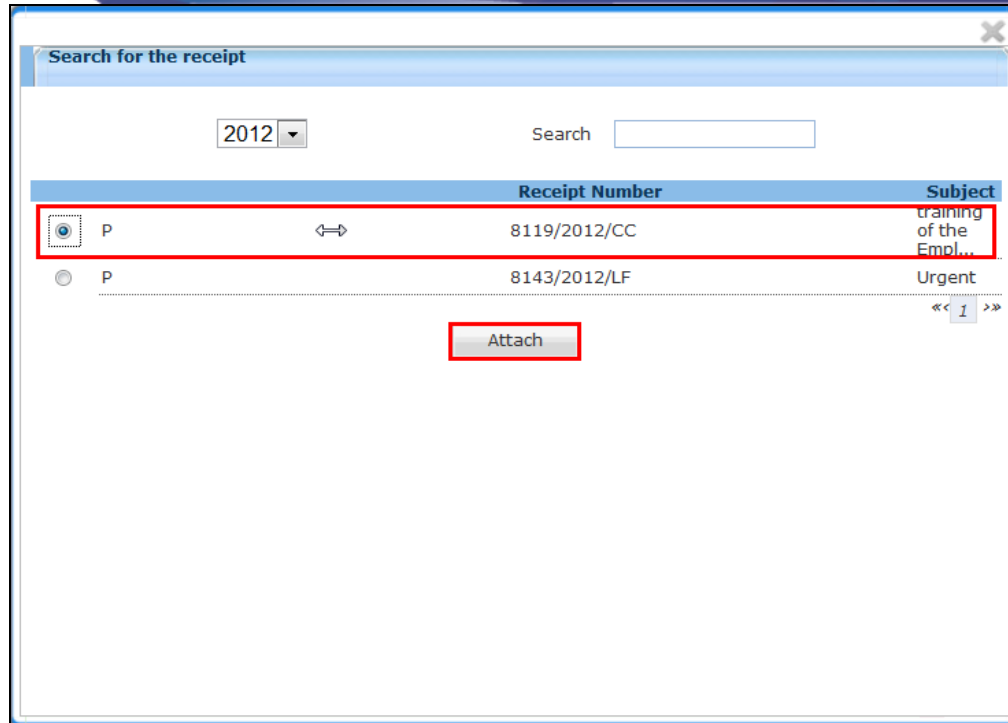 Search for the receipt
2012 Search
Receipt Number Subject
P 8119/2012/CC training
of the
Empl...
P 8143/2012/LF Urgent
«‹ 1 ›»
Attach